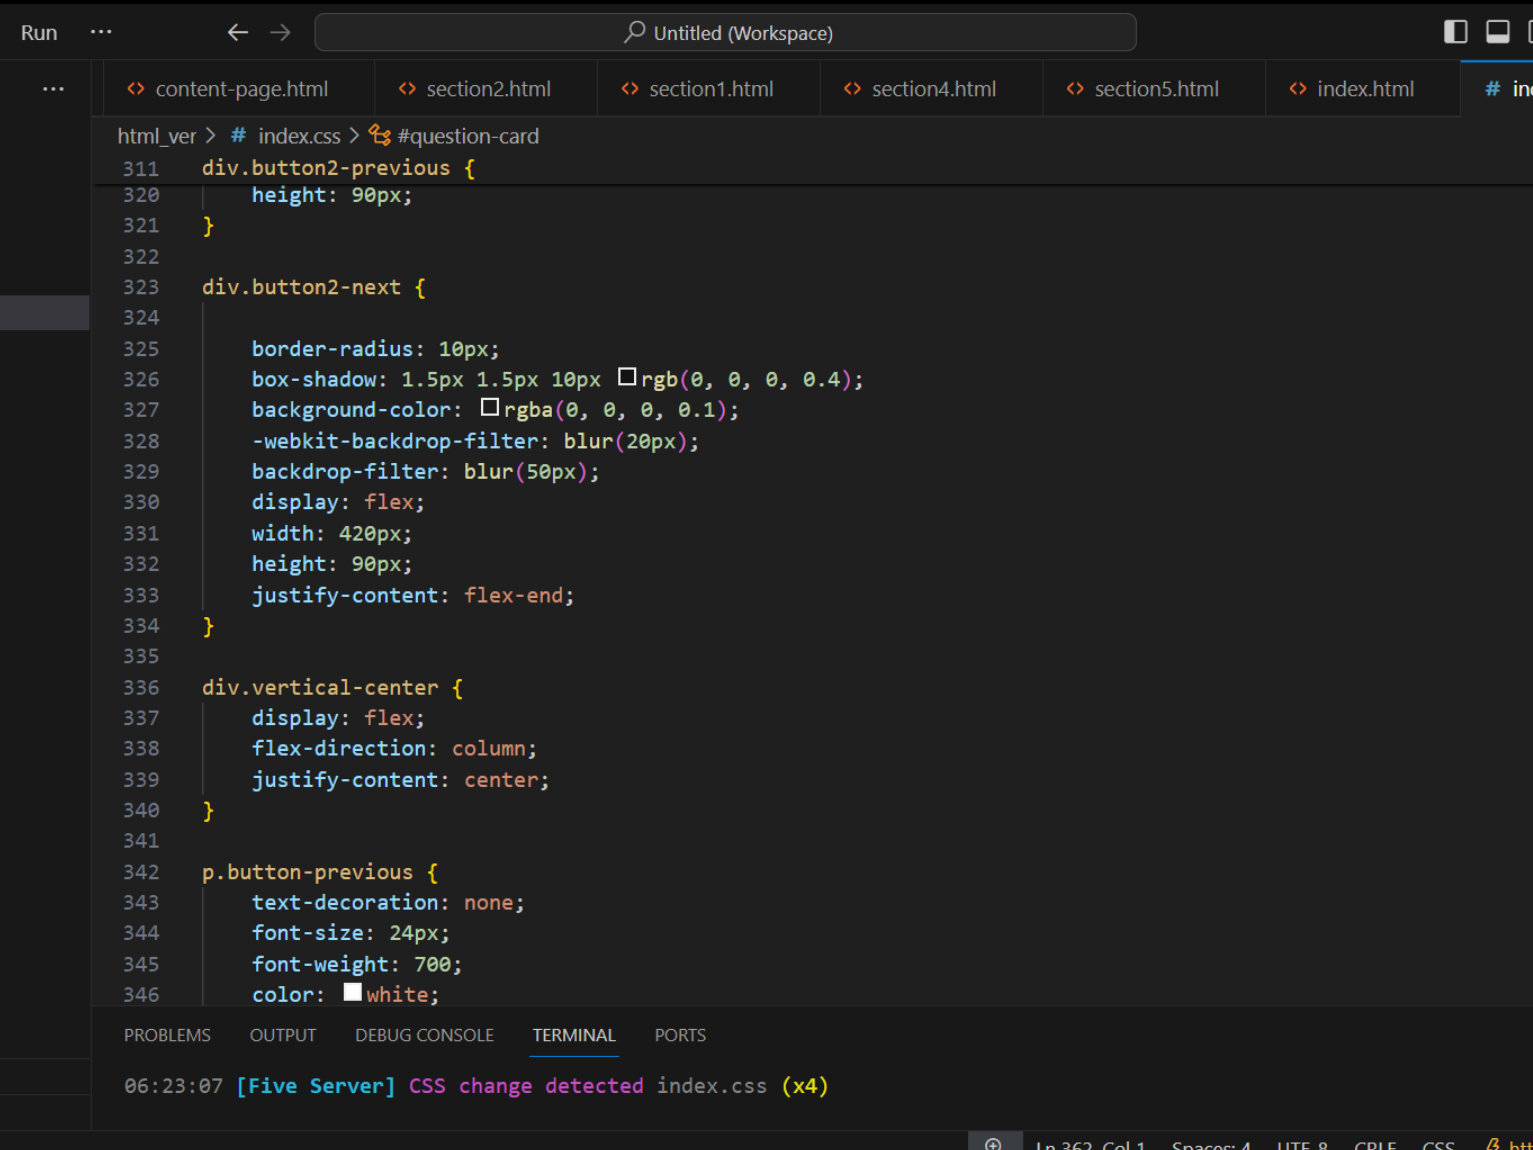 Run ··· ← → Untitled (Workspace)
··· <> content-page.html <> section2.html <> section1.html <> section4.html <> section5.html <> index.html #
html_ver > # index.css > #question-card
311 div.button2-previous {
320 height: 90px;
321 }
322
323 div.button2-next {
324
325 border-radius: 10px;
326 box-shadow: 1.5px 1.5px 10px rgb(0, 0, 0, 0.4);
327 background-color: rgba(0, 0, 0, 0.1);
328 -webkit-backdrop-filter: blur(20px);
329 backdrop-filter: blur(50px);
330 display: flex;
331 width: 420px;
332 height: 90px;
333 justify-content: flex-end;
334 }
335
336 div.vertical-center {
337 display: flex;
338 flex-direction: column;
339 justify-content: center;
340 }
341
342 p.button-previous {
343 text-decoration: none;
344 font-size: 24px;
345 font-weight: 700;
346 color: white;
PROBLEMS OUTPUT DEBUG CONSOLE TERMINAL PORTS
06:23:07 [Five Server] CSS change detected index.css (x4)
Ln 362, Col 1 Spaces: 4 UTF-8 CRLF CSS